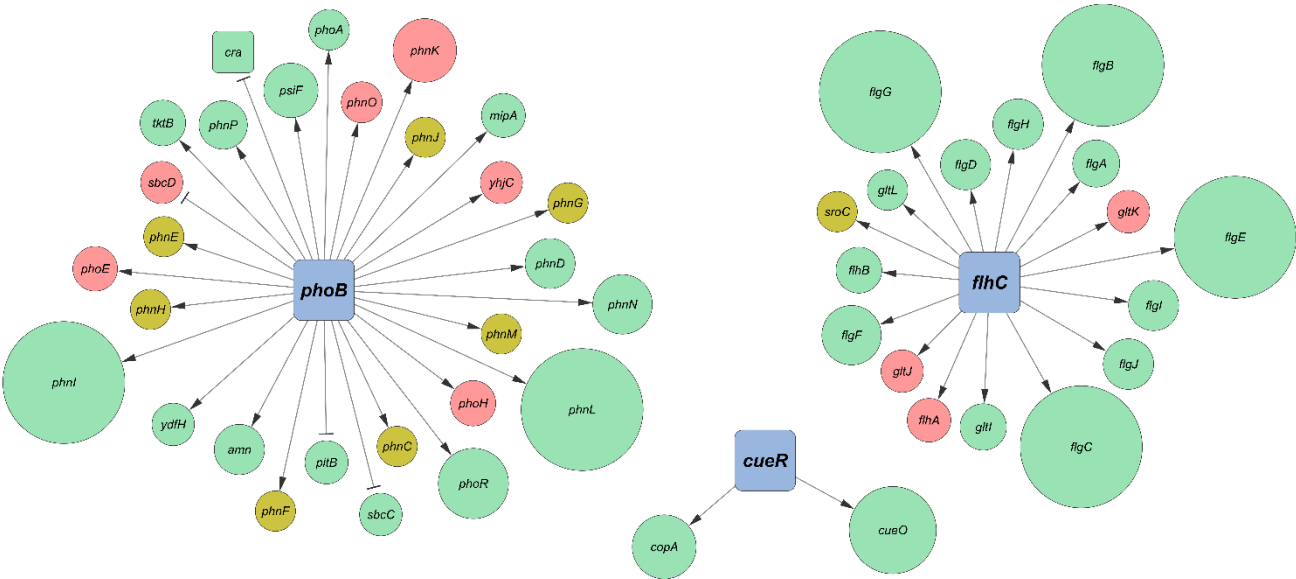 phoA
cra
phnK
psiF
phnO
tktB
phnP
mipA
phnJ
sbcD
yhjC
phnG
phnE
phoE
phnD
phoB
phnN
phnH
phnM
phnI
phnL
phoH
ydfH
amn
pitB
phnC
phoR
phnF
sbcC
flgB
flgG
flgH
flgA
flgD
gltL
sroC
gltK
flgE
flhB
flhC
flgI
flgF
gltJ
flgJ
flhA
gltI
flgC
cueR
copA
cueO